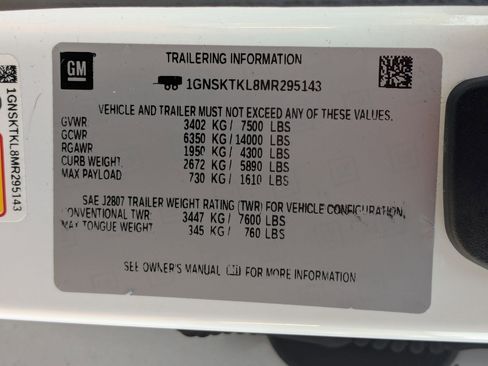 GM
TRAILERING INFORMATION
1GNSKTKL8MR295143
VEHICLE AND TRAILER MUST NOT EXCEED ANY OF THESE VALUES.
GVWR 3402 KG/ 7500 LBS
GCWR 6350 KG/ 14000 LBS
RGAWR 1950 KG/ 4300 LBS
CURB WEIGHT. 2672 KG/ 5890 LBS
MAX PAYLOAD 730 KG/ 1610 LBS
SAE J2807 TRAILER WEIGHT RATING (TWR) FOR VEHICLE CONFIGURATION.
CONVENTIONAL TWR: 3447 KG/ 7600 LBS
MAX TONGUE WEIGHT 345 KG/ 760 LBS
SEE OWNER'S MANUAL FOR MORE INFORMATION
1GNSKTKL8MR295143